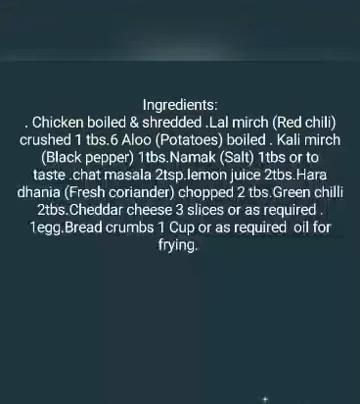 Ingredients:
. Chicken boiled & shredded .Lal mirch (Red chili)
crushed 1 tbs.6 Aloo (Potatoes) boiled . Kali mirch
(Black pepper) 1tbs.Namak (Salt) 1tbs or to
taste .chat masala 2tsp.lemon juice 2tbs.Hara
dhania (Fresh coriander) chopped 2 tbs.Green chilli
2tbs.Cheddar cheese 3 slices or as required .
1egg.Bread crumbs 1 Cup or as required  oil for
frying.